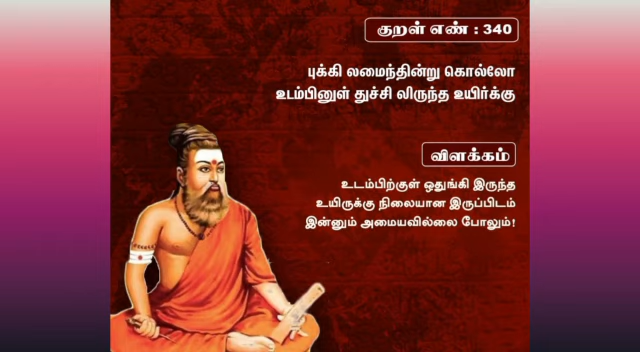 குறள் எண் : 340
புக்கி லமைந்தின்று கொல்லோ
உடம்பினுள் துச்சி லிருந்த உயிர்க்கு
விளக்கம்
உடம்பிற்குள் ஒதுங்கி இருந்த
உயிருக்கு நிலையான இருப்பிடம்
இன்னும் அமையவில்லை போலும்!